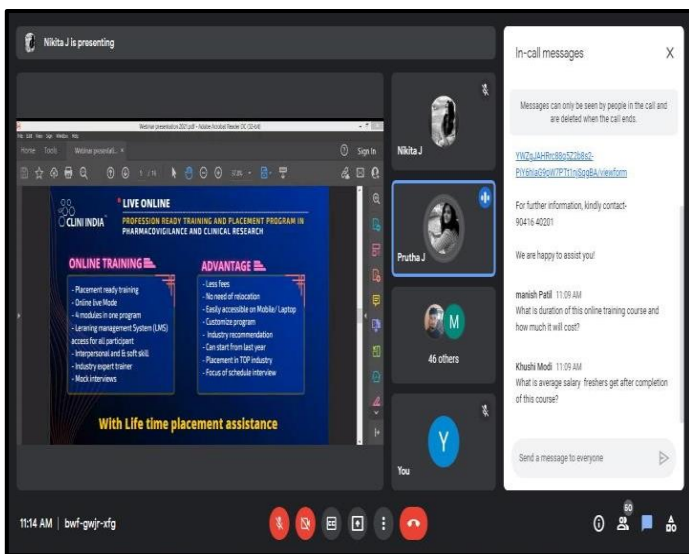 Nikita J is presenting
Webinar presentation 2021.pdf - Adobe Acrobat Reader DC (32-bit)
File Edit View Sign Window Help
Home Tools Webinar presentati... ×
Sign In
CLINI INDIA
* LIVE ONLINE
PROFESSION READY TRAINING AND PLACEMENT PROGRAM IN
PHARMACOVIGILANCE AND CLINICAL RESEARCH
ONLINE TRAINING
- Placement ready training
- Online live Mode
- 4 modules in one program
- Leraning management System (LMS)
access for all participant
- Interpersonal and & soft skill
- Industry expert trainer
- Mock interviews
ADVANTAGE
- Less fees
- No need of relocation
- Easily accessible on Mobile/ Laptop
- Customize program
- Industry recommendation
- Can start from last year
- Placement in TOP industry
- Focus of schedule interview
With Life time placement assistance
Nikita J
Prutha J
M
46 others
Y
You
In-call messages
X
Messages can only be seen by people in the call and
are deleted when the call ends.
For further information, kindly contact-
90416 40201
We are happy to assist you!
manish Patil 11:09 AM
What is duration of this online training course and
how much it will cost?
Khushi Modi 11:09 AM
What is average salary freshers get after completion
of this course?
Send a message to everyone
11:14 AM | bwf-gwjr-xfg
60